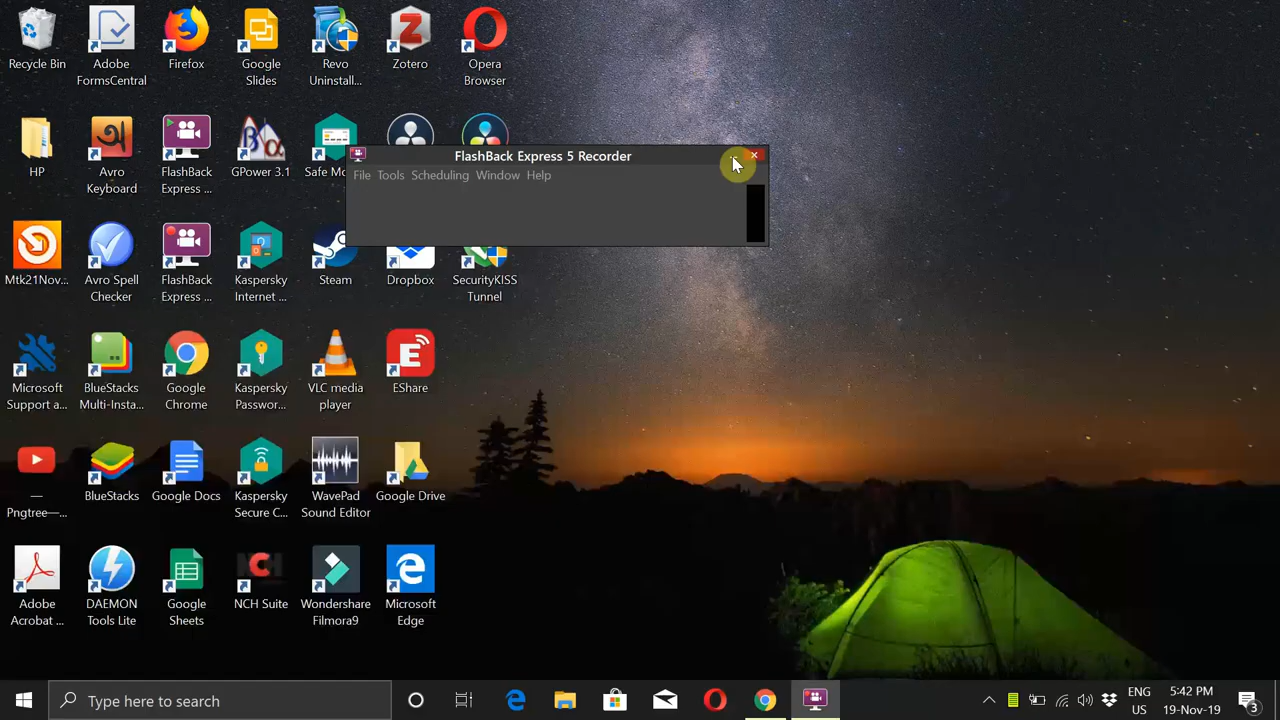 Recycle Bin
Adobe
FormsCentral
Firefox
Google
Slides
Revo
Uninstall...
Zotero
Opera
Browser
HP
Avro
Keyboard
FlashBack
Express ...
GPower 3.1
Safe Mo
FlashBack Express 5 Recorder
File Tools Scheduling Window Help
Mtk21Nov...
Avro Spell
Checker
FlashBack
Express ...
Kaspersky
Internet ...
Steam
Dropbox
SecurityKISS
Tunnel
Microsoft
Support a...
BlueStacks
Multi-Insta...
Google
Chrome
Kaspersky
Passwor...
VLC media
player
EShare
—
Pngtree—...
BlueStacks
Google Docs
Kaspersky
Secure C...
WavePad
Sound Editor
Google Drive
Adobe
Acrobat ...
DAEMON
Tools Lite
Google
Sheets
NCH
NCH Suite
Wondershare
Filmora9
Microsoft
Edge
Type here to search
ENG
US
5:42 PM
19-Nov-19
3